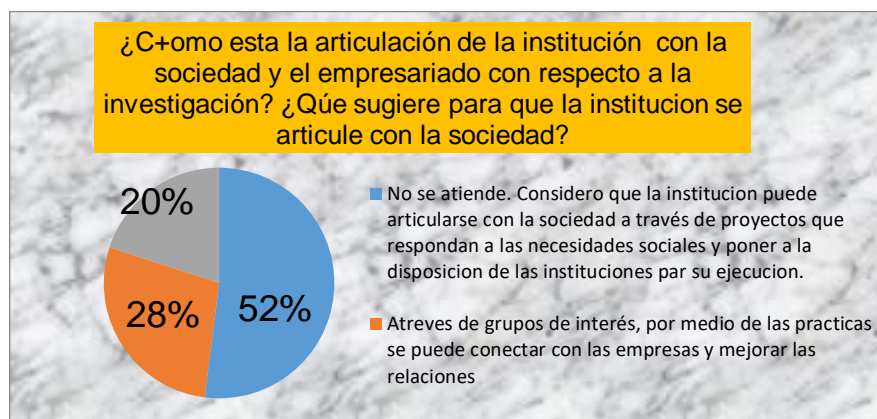 ¿C+omo esta la articulación de la institución con la
sociedad y el empresariado con respecto a la
investigación? ¿Qúe sugiere para que la institucion se
articule con la sociedad?
20%
28%
52%
No se atiende. Considero que la institucion puede
articularse con la sociedad a través de proyectos que
respondan a las necesidades sociales y poner a la
disposicion de las instituciones par su ejecucion.
Atreves de grupos de interés, por medio de las practicas
se puede conectar con las empresas y mejorar las
relaciones